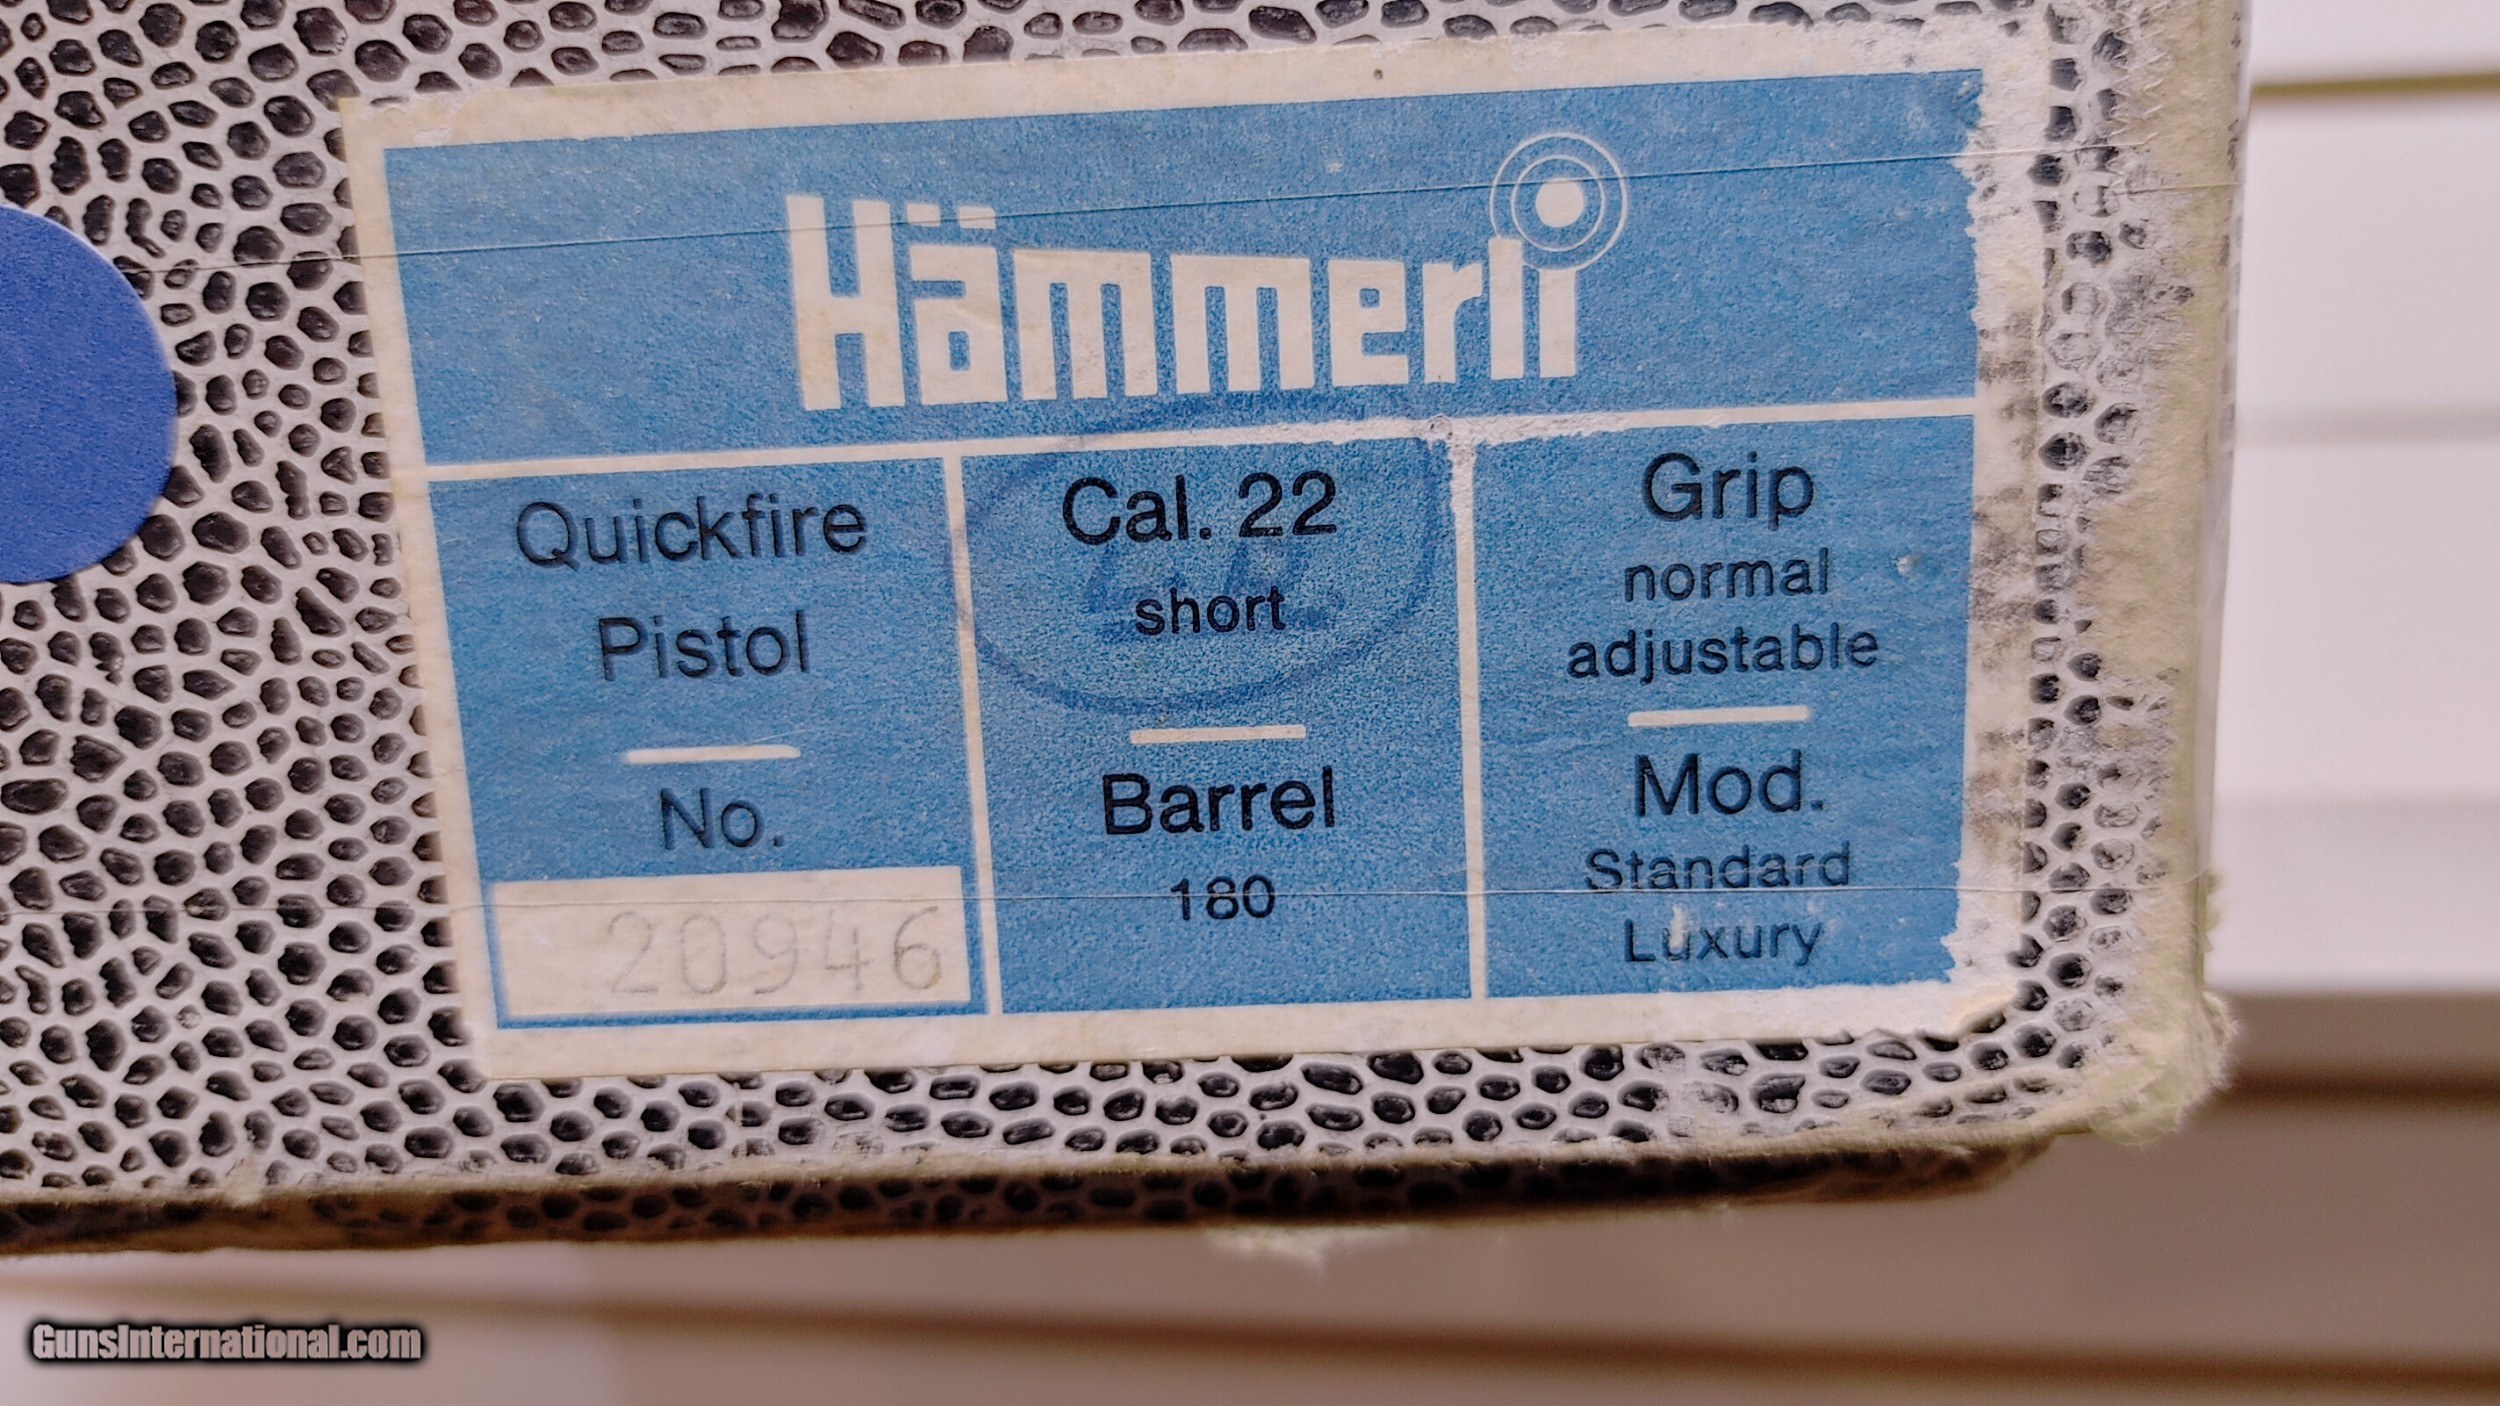 Hämmerli
Quickfire
Pistol
No.
20946
Cal. 22
short
Barrel
180
Grip
normal
adjustable
Mod.
Standard
Luxury
GunsInternational.com